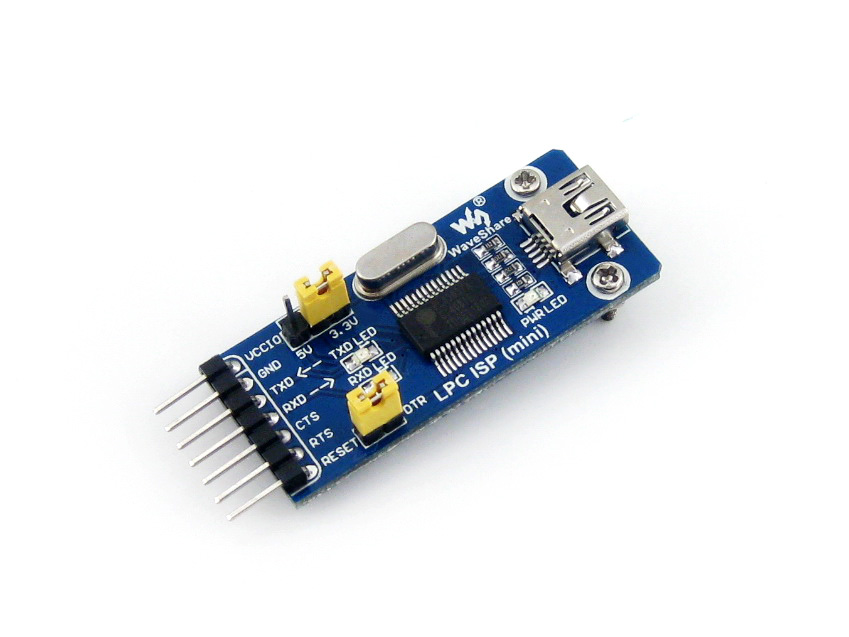 WaveShare®
PWR LED
LPC ISP (mini)
5V
3.3V
TXD LED
RXD LED
DTR
VCCIO
GND
TXD
RXD
CTS
RTS
RESET